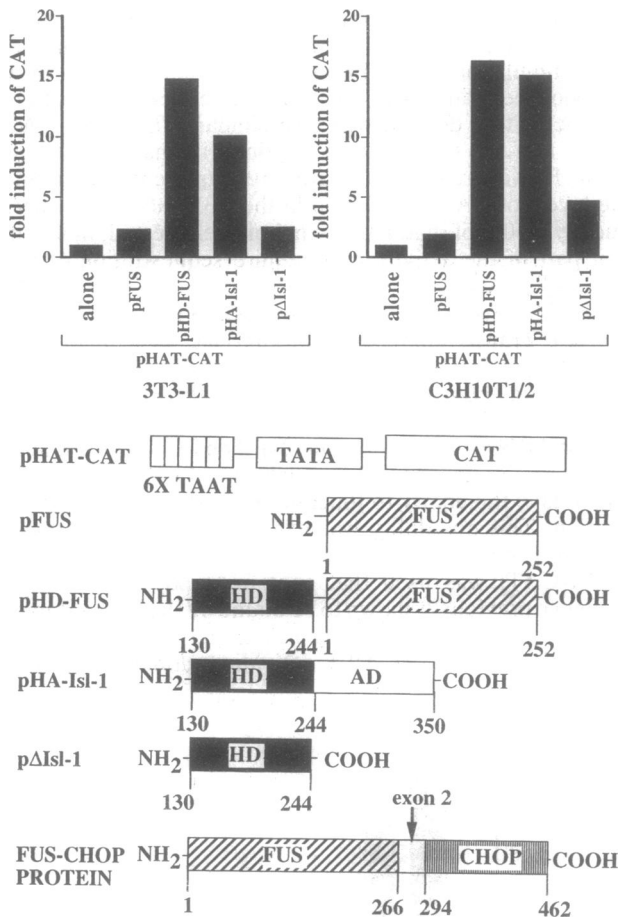 fold induction of CAT
20
15
10
5
0
alone
pFUS
pHD-FUS
pHA-Isl-1
pΔIsl-1
pHAT-CAT
3T3-L1
fold induction of CAT
20
15
10
5
0
alone
pFUS
pHD-FUS
pHA-Isl-1
pΔIsl-1
pHAT-CAT
C3H10T1/2
pHAT-CAT TATA CAT
6X TAAT
pFUS NH2 FUS COOH
1 252
pHD-FUS NH2 HD FUS COOH
130 244 1 252
pHA-Isl-1 NH2 HD AD COOH
130 244 350
pΔIsl-1 NH2 HD COOH
130 244
exon 2
FUS-CHOP PROTEIN NH2 FUS CHOP COOH
1 266 294 462